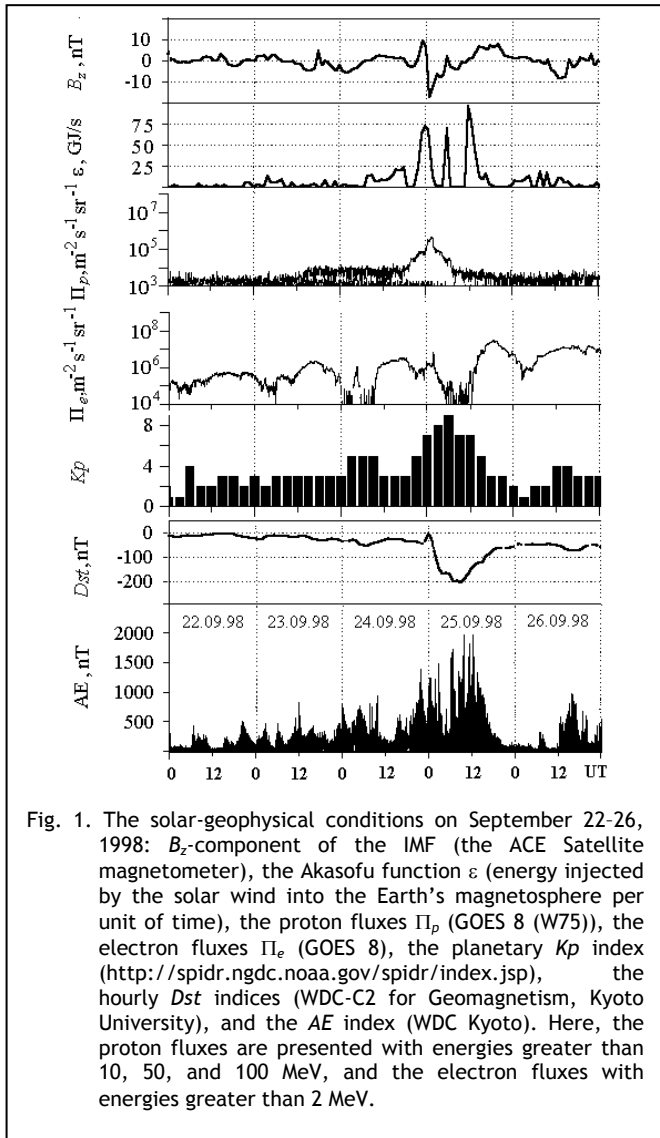 10
0
-10
B_z, nT
75
50
25
ε, GJ/s
10^7
10^5
10^3
Π_p, m^-2 s^-1 sr^-1
10^8
10^6
10^4
Π_e, m^-2 s^-1 sr^-1
8
4
0
Kp
0
-100
-200
Dst, nT
22.09.98 23.09.98 24.09.98 25.09.98 26.09.98
2000
1500
1000
500
AE, nT
0 12 0 12 0 12 0 12 0 12 UT
Fig. 1. The solar-geophysical conditions on September 22–26,
1998: B_z-component of the IMF (the ACE Satellite
magnetometer), the Akasofu function ε (energy injected
by the solar wind into the Earth's magnetosphere per
unit of time), the proton fluxes Π_p (GOES 8 (W75)), the
electron fluxes Π_e (GOES 8), the planetary Kp index
(http://spidr.ngdc.noaa.gov/spidr/index.jsp), the
hourly Dst indices (WDC-C2 for Geomagnetism, Kyoto
University), and the AE index (WDC Kyoto). Here, the
proton fluxes are presented with energies greater than
10, 50, and 100 MeV, and the electron fluxes with
energies greater than 2 MeV.